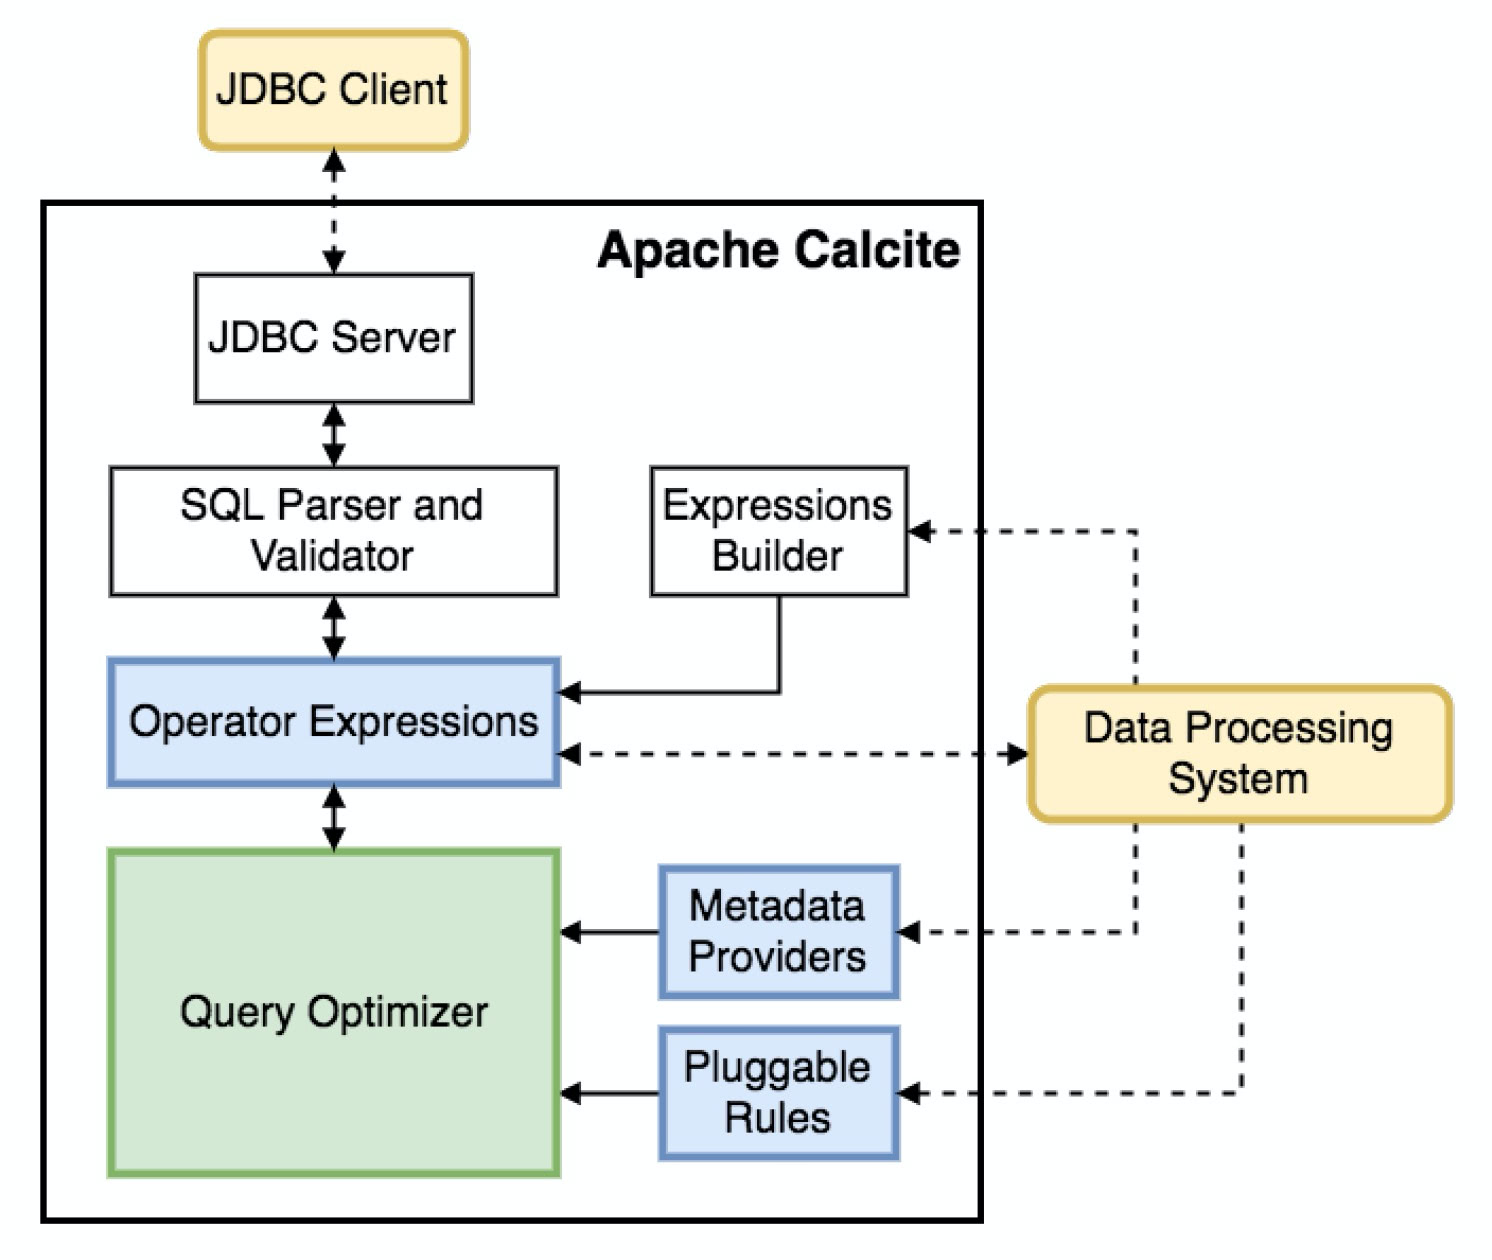 JDBC Client
Apache Calcite
JDBC Server
SQL Parser and
Validator
Expressions
Builder
Operator Expressions
Data Processing
System
Query Optimizer
Metadata
Providers
Pluggable
Rules